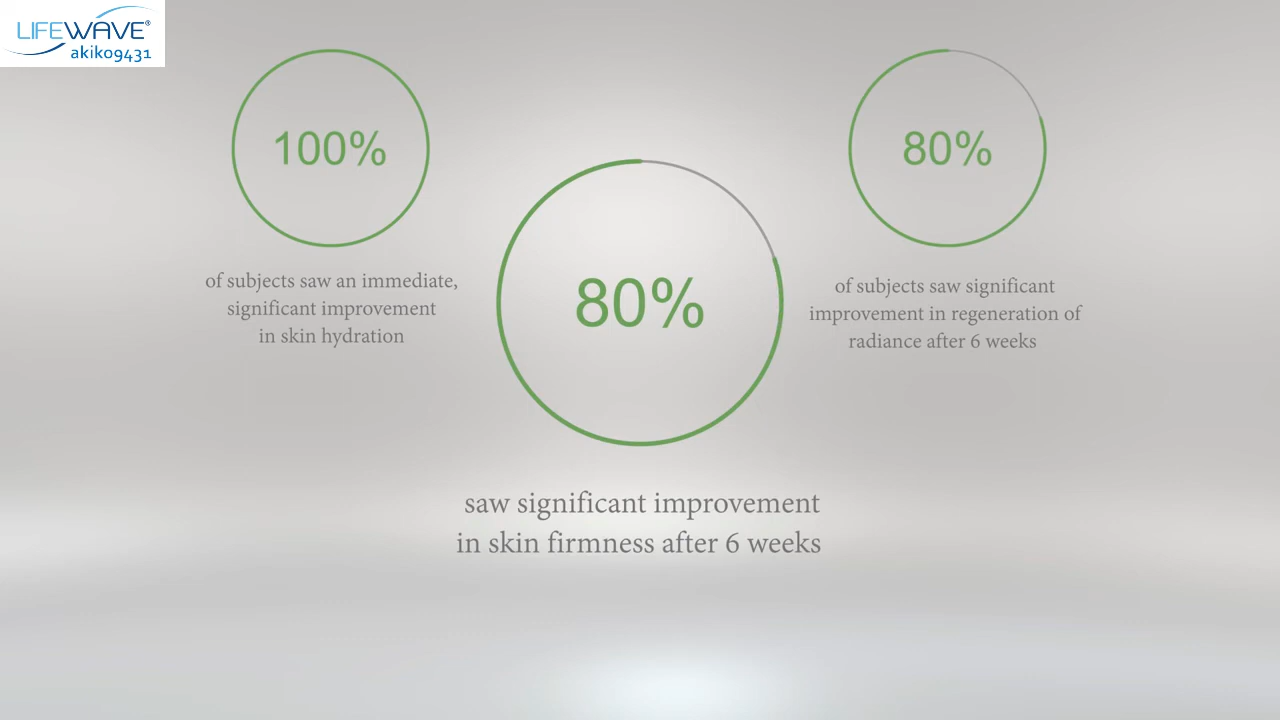 LIFEWAVE®
akiko9431
100%
of subjects saw an immediate,
significant improvement
in skin hydration
80%
saw significant improvement
in skin firmness after 6 weeks
80%
of subjects saw significant
improvement in regeneration of
radiance after 6 weeks